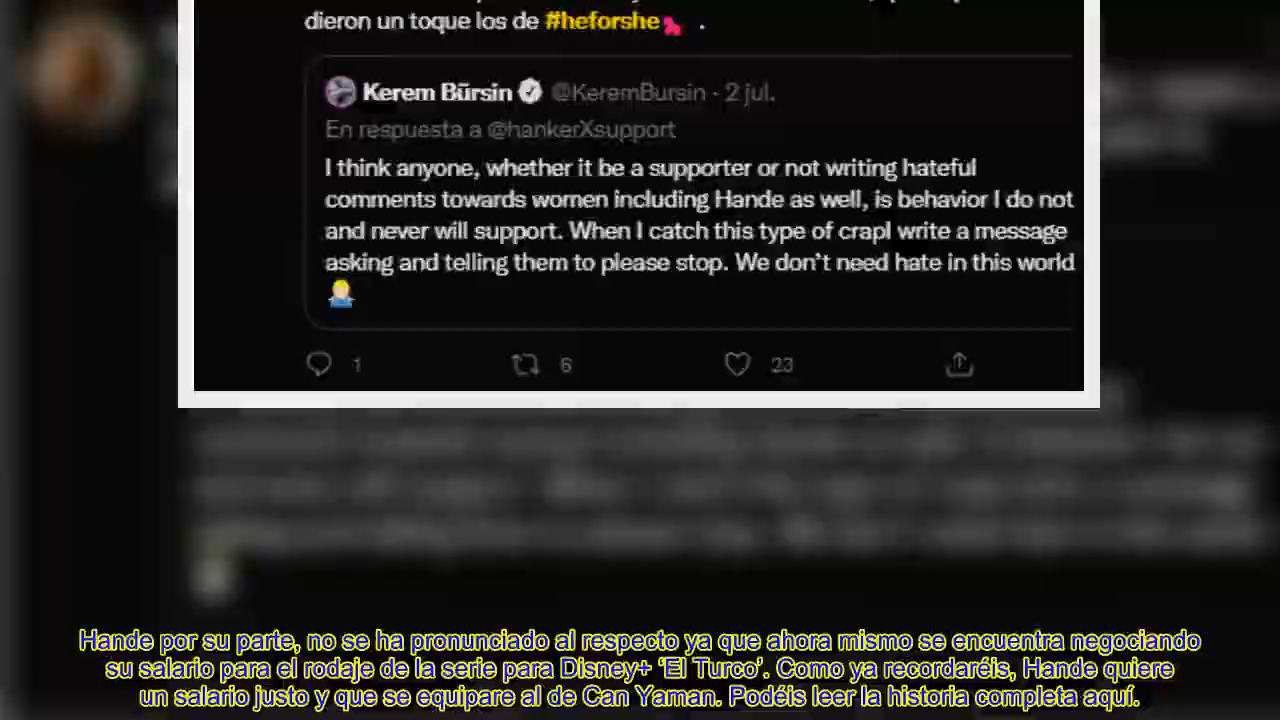 dieron un toque los de #heforshe .
Kerem Bürsin @KeremBursin · 2 jul.
En respuesta a @hankerXsupport
I think anyone, whether it be a supporter or not writing hateful
comments towards women including Hande as well, is behavior I do not
and never will support. When I catch this type of crapI write a message
asking and telling them to please stop. We don't need hate in this world
1 6 23
Hande por su parte, no se ha pronunciado al respecto ya que ahora mismo se encuentra negociando
su salario para el rodaje de la serie para Disney+ ‘El Turco’. Como ya recordaréis, Hande quiere
un salario justo y que se equipare al de Can Yaman. Podéis leer la historia completa aquí.